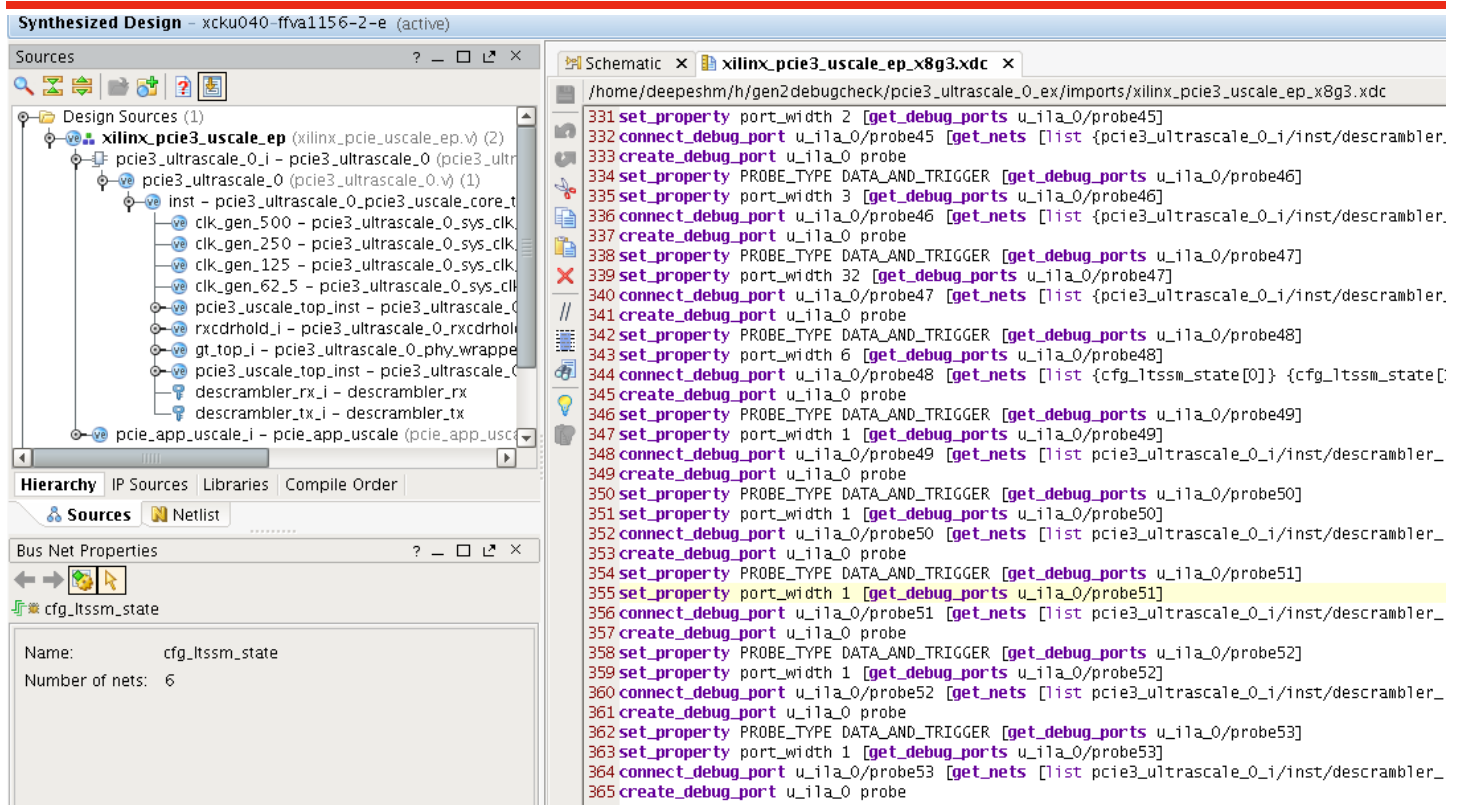 Synthesized Design - xcku040-ffva1156-2-e (active)
Sources
Design Sources (1)
xilinx_pcie3_uscale_ep (xilinx_pcie_uscale_ep.v) (2)
pcie3_ultrascale_0_i - pcie3_ultrascale_0 (pcie3_ultr
pcie3_ultrascale_0 (pcie3_ultrascale_0.v) (1)
inst - pcie3_ultrascale_0_pcie3_uscale_core_t
clk_gen_500 - pcie3_ultrascale_0_sys_clk_
clk_gen_250 - pcie3_ultrascale_0_sys_clk_
clk_gen_125 - pcie3_ultrascale_0_sys_clk_
clk_gen_62_5 - pcie3_ultrascale_0_sys_clk
pcie3_uscale_top_inst - pcie3_ultrascale_0
rxcdrhold_i - pcie3_ultrascale_0_rxcdrhold
gt_top_i - pcie3_ultrascale_0_phy_wrappe
pcie3_uscale_top_inst - pcie3_ultrascale_0
descrambler_rx_i - descrambler_rx
descrambler_tx_i - descrambler_tx
pcie_app_uscale_i - pcie_app_uscale (pcie_app_usca
Hierarchy IP Sources Libraries Compile Order
Sources Netlist
Bus Net Properties
cfg_ltssm_state
Name: cfg_ltssm_state
Number of nets: 6
Schematic xilinx_pcie3_uscale_ep_x8g3.xdc
/home/deepeshm/h/gen2debugcheck/pcie3_ultrascale_0_ex/imports/xilinx_pcie3_uscale_ep_x8g3.xdc
331 set_property port_width 2 [get_debug_ports u_ila_0/probe45]
332 connect_debug_port u_ila_0/probe45 [get_nets [list {pcie3_ultrascale_0_i/inst/descrambler_
333 create_debug_port u_ila_0 probe
334 set_property PROBE_TYPE DATA_AND_TRIGGER [get_debug_ports u_ila_0/probe46]
335 set_property port_width 3 [get_debug_ports u_ila_0/probe46]
336 connect_debug_port u_ila_0/probe46 [get_nets [list {pcie3_ultrascale_0_i/inst/descrambler_
337 create_debug_port u_ila_0 probe
338 set_property PROBE_TYPE DATA_AND_TRIGGER [get_debug_ports u_ila_0/probe47]
339 set_property port_width 32 [get_debug_ports u_ila_0/probe47]
340 connect_debug_port u_ila_0/probe47 [get_nets [list {pcie3_ultrascale_0_i/inst/descrambler_
341 create_debug_port u_ila_0 probe
342 set_property PROBE_TYPE DATA_AND_TRIGGER [get_debug_ports u_ila_0/probe48]
343 set_property port_width 6 [get_debug_ports u_ila_0/probe48]
344 connect_debug_port u_ila_0/probe48 [get_nets [list {cfg_ltssm_state[0]} {cfg_ltssm_state[
345 create_debug_port u_ila_0 probe
346 set_property PROBE_TYPE DATA_AND_TRIGGER [get_debug_ports u_ila_0/probe49]
347 set_property port_width 1 [get_debug_ports u_ila_0/probe49]
348 connect_debug_port u_ila_0/probe49 [get_nets [list pcie3_ultrascale_0_i/inst/descrambler_
349 create_debug_port u_ila_0 probe
350 set_property PROBE_TYPE DATA_AND_TRIGGER [get_debug_ports u_ila_0/probe50]
351 set_property port_width 1 [get_debug_ports u_ila_0/probe50]
352 connect_debug_port u_ila_0/probe50 [get_nets [list pcie3_ultrascale_0_i/inst/descrambler_
353 create_debug_port u_ila_0 probe
354 set_property PROBE_TYPE DATA_AND_TRIGGER [get_debug_ports u_ila_0/probe51]
355 set_property port_width 1 [get_debug_ports u_ila_0/probe51]
356 connect_debug_port u_ila_0/probe51 [get_nets [list pcie3_ultrascale_0_i/inst/descrambler_
357 create_debug_port u_ila_0 probe
358 set_property PROBE_TYPE DATA_AND_TRIGGER [get_debug_ports u_ila_0/probe52]
359 set_property port_width 1 [get_debug_ports u_ila_0/probe52]
360 connect_debug_port u_ila_0/probe52 [get_nets [list pcie3_ultrascale_0_i/inst/descrambler_
361 create_debug_port u_ila_0 probe
362 set_property PROBE_TYPE DATA_AND_TRIGGER [get_debug_ports u_ila_0/probe53]
363 set_property port_width 1 [get_debug_ports u_ila_0/probe53]
364 connect_debug_port u_ila_0/probe53 [get_nets [list pcie3_ultrascale_0_i/inst/descrambler_
365 create_debug_port u_ila_0 probe